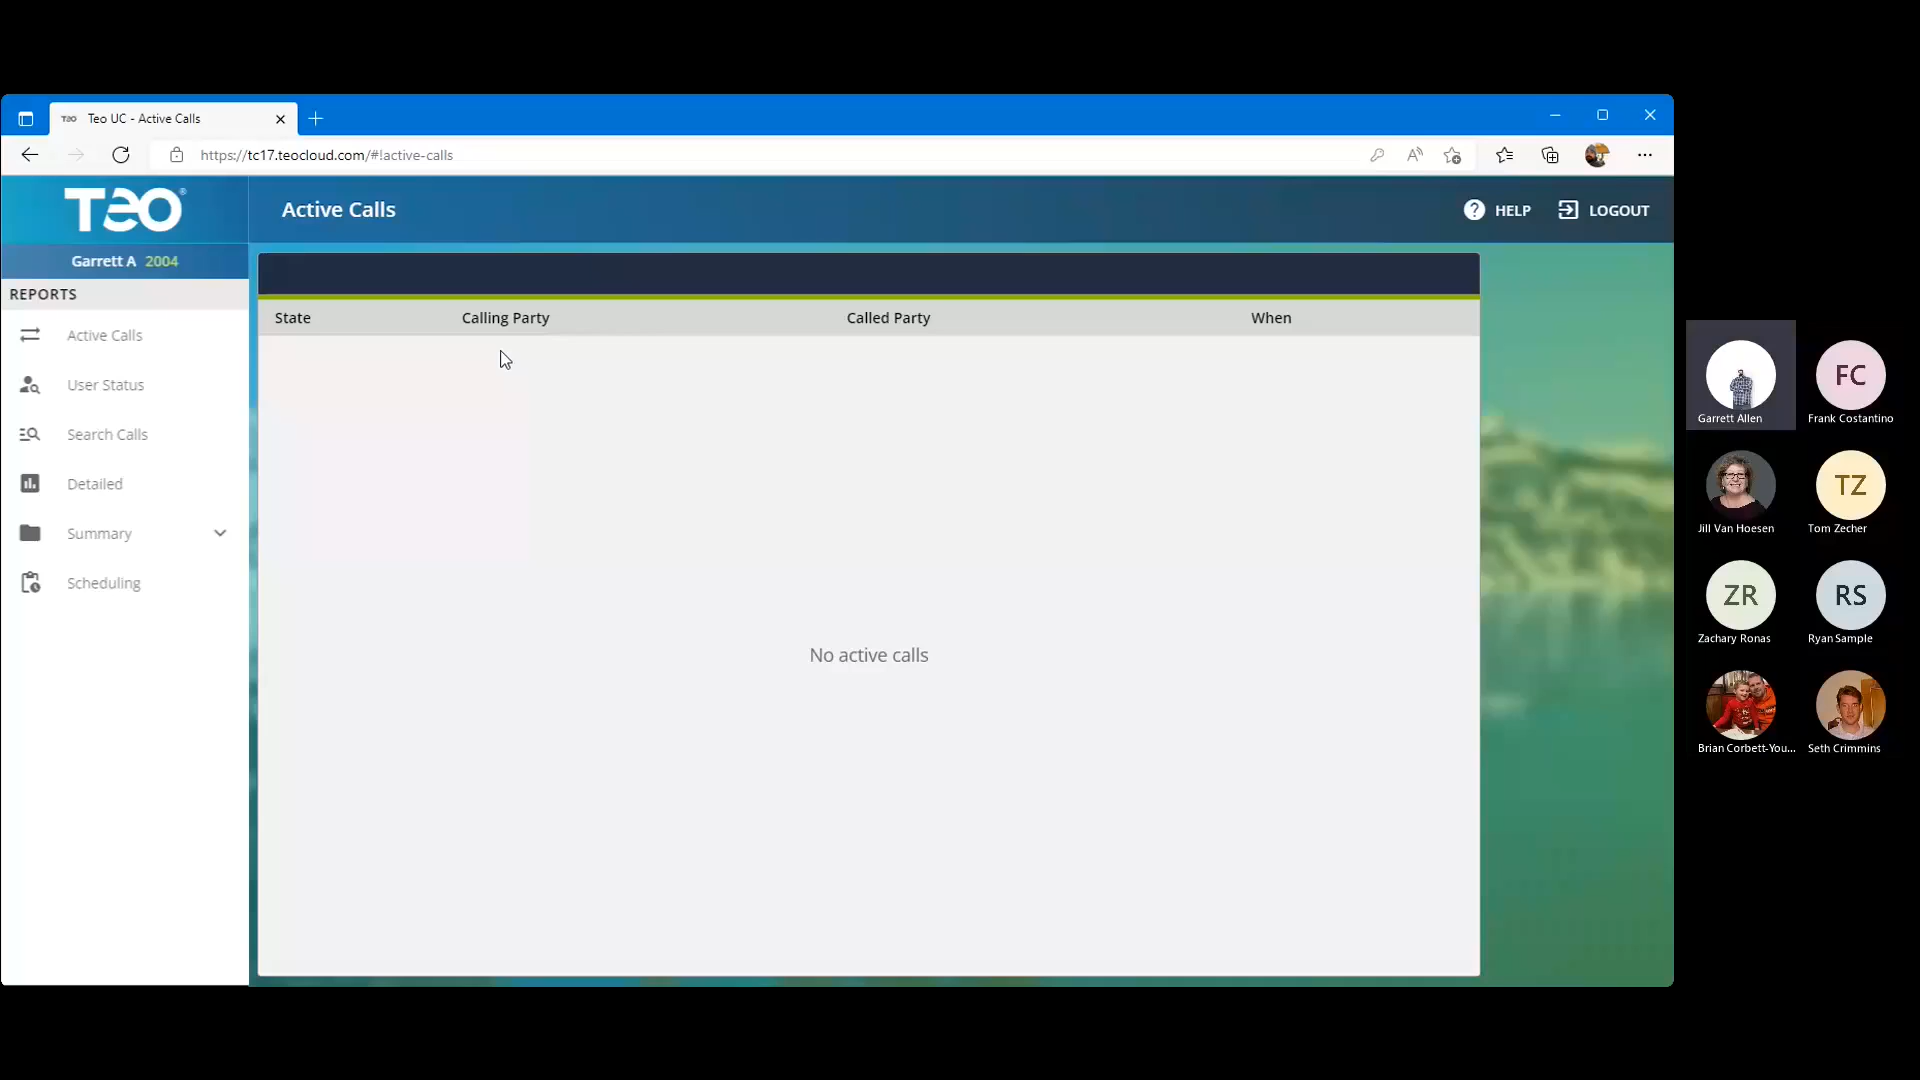 Teo UC - Active Calls
https://tc17.teocloud.com/#!active-calls
TEO®
Active Calls
HELP
LOGOUT
Garrett A 2004
REPORTS
Active Calls
User Status
Search Calls
Detailed
Summary
Scheduling
State Calling Party Called Party When
No active calls
Garrett Allen
FC
Frank Costantino
Jill Van Hoesen
TZ
Tom Zecher
ZR
Zachary Ronas
RS
Ryan Sample
Brian Corbett-You...
Seth Crimmins